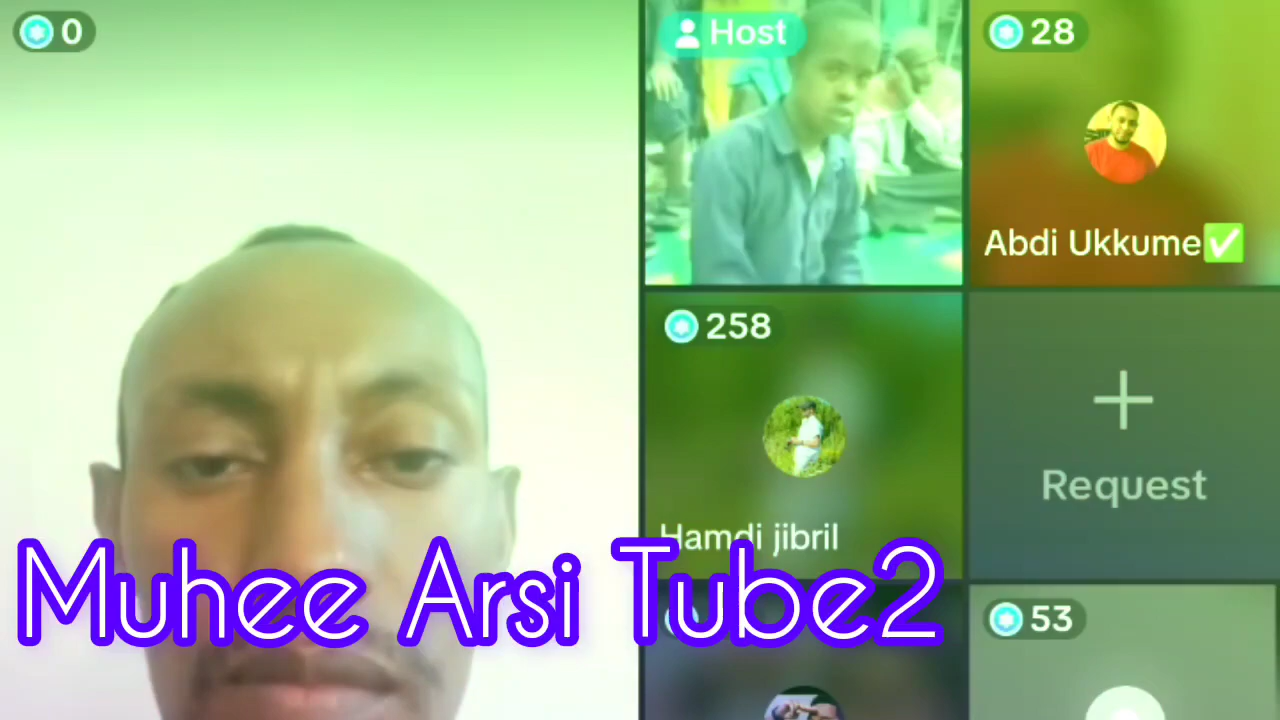 0
Host
28
Abdi Ukkume✅
258
Hamdi jibril
Request
Muhee Arsi Tube2
53